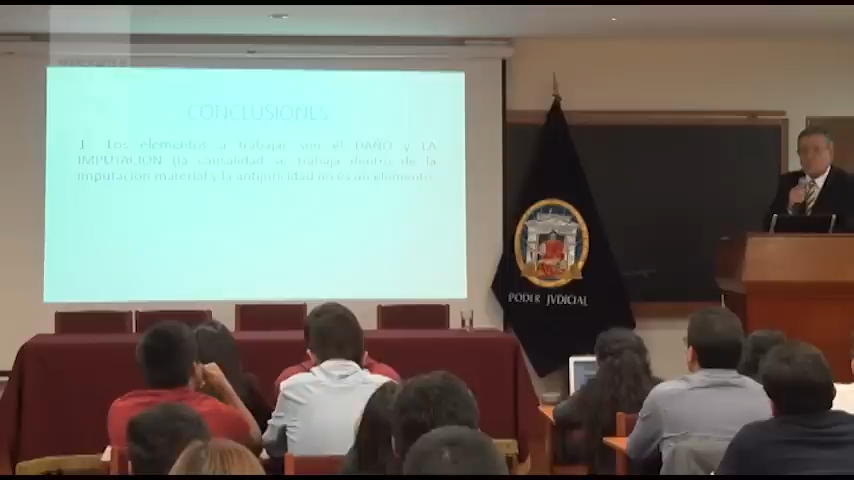 CONCLUSIONES
1. Los elementos a trabajar son el DAÑO y LA
IMPUTACIÓN (la causalidad se trabaja dentro de la
imputación material y la antijuricidad no es un elemento
PODER JVDICIAL